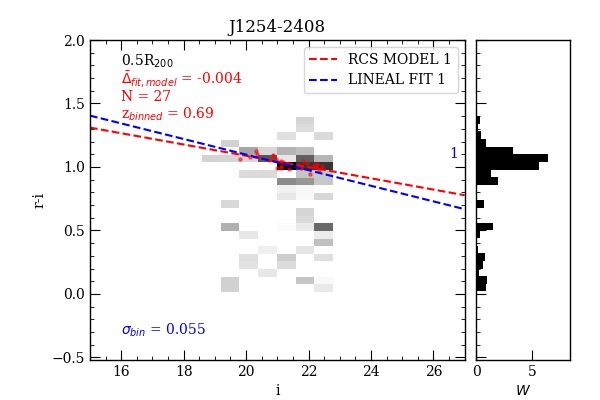 J1254-2408
0.5R200
Δ̄fit,model = -0.004
N = 27
zbinned = 0.69
RCS MODEL 1
LINEAL FIT 1
1
σbin = 0.055
r-i
2.0
1.5
1.0
0.5
0.0
−0.5
16 18 20 22 24 26
i
0 5
W